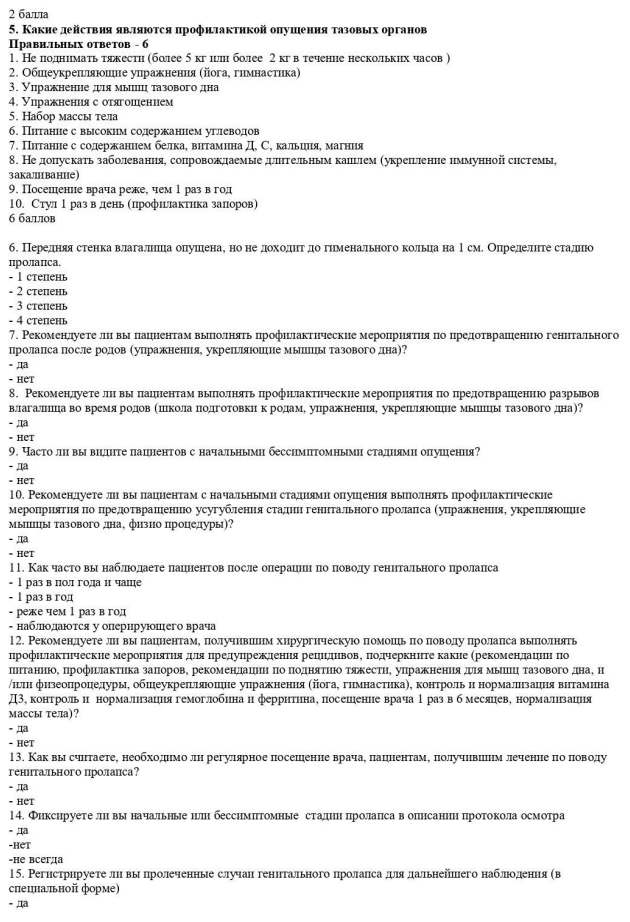 2 балла
5. Какие действия являются профилактикой опущения тазовых органов
Правильных ответов - 6
1. Не поднимать тяжести (более 5 кг или более  2 кг в течение нескольких часов )
2. Общеукрепляющие упражнения (йога, гимнастика)
3. Упражнение для мышц тазового дна
4. Упражнения с отягощением
5. Набор массы тела
6. Питание с высоким содержанием углеводов
7. Питание с содержанием белка, витамина Д, С, кальция, магния
8. Не допускать заболевания, сопровождаемые длительным кашлем (укрепление иммунной системы,
закаливание)
9. Посещение врача реже, чем 1 раз в год
10.  Стул 1 раз в день (профилактика запоров)
6 баллов
6. Передняя стенка влагалища опущена, но не доходит до гименального кольца на 1 см. Определите стадию
пролапса.
- 1 степень
- 2 степень
- 3 степень
- 4 степень
7. Рекомендуете ли вы пациентам выполнять профилактические мероприятия по предотвращению генитального
пролапса после родов (упражнения, укрепляющие мышцы тазового дна)?
- да
- нет
8.  Рекомендуете ли вы пациентам выполнять профилактические мероприятия по предотвращению разрывов
влагалища во время родов (школа подготовки к родам, упражнения, укрепляющие мышцы тазового дна)?
- да
- нет
9. Часто ли вы видите пациентов с начальными бессимптомными стадиями опущения?
- да
- нет
10. Рекомендуете ли вы пациентам с начальными стадиями опущения выполнять профилактические
мероприятия по предотвращению усугубления стадии генитального пролапса (упражнения, укрепляющие
мышцы тазового дна, физио процедуры)?
- да
- нет
11. Как часто вы наблюдаете пациентов после операции по поводу генитального пролапса
- 1 раз в пол года и чаще
- 1 раз в год
- реже чем 1 раз в год
- наблюдаются у оперирующего врача
12. Рекомендуете ли вы пациентам, получившим хирургическую помощь по поводу пролапса выполнять
профилактические мероприятия для предупреждения рецидивов, подчеркните какие (рекомендации по
питанию, профилактика запоров, рекомендации по поднятию тяжести, упражнения для мышц тазового дна, и
/или физеопроцедуры, общеукрепляющие упражнения (йога, гимнастика), контроль и нормализация витамина
Д3, контроль и  нормализация гемоглобина и ферритина, посещение врача 1 раз в 6 месяцев, нормализация
массы тела)?
- да
- нет
13. Как вы считаете, необходимо ли регулярное посещение врача, пациентам, получившим лечение по поводу
генитального пролапса?
- да
- нет
14. Фиксируете ли вы начальные или бессимптомные  стадии пролапса в описании протокола осмотра
- да
-нет
-не всегда
15. Регистрируете ли вы пролеченные случаи генитального пролапса для дальнейшего наблюдения (в
специальной форме)
- да